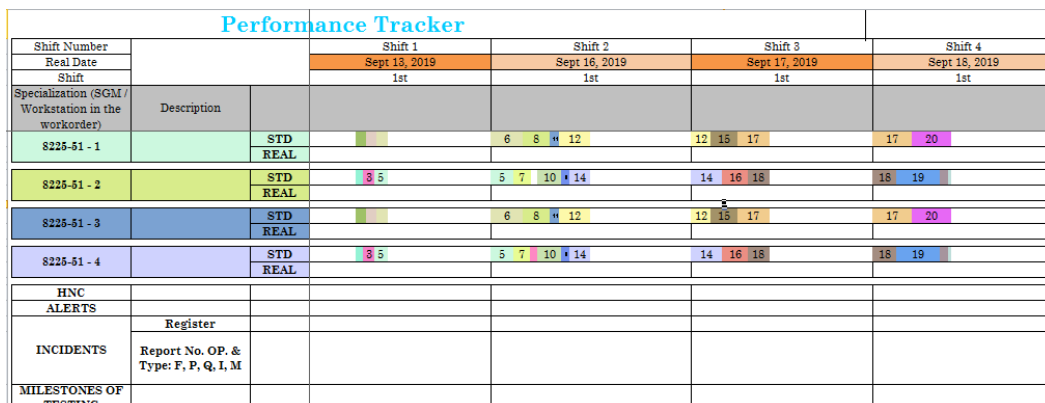 Performance Tracker
Shift Number Shift 1 Shift 2 Shift 3 Shift 4
Real Date Sept 13, 2019 Sept 16, 2019 Sept 17, 2019 Sept 18, 2019
Shift 1st 1st 1st 1st
Specialization (SGM /
Workstation in the
workorder)
Description
8225-51 - 1
STD 6 8 12 12 15 17 17 20
REAL
8225-51 - 2
STD 3 5 5 7 10 14 14 16 18 18 19
REAL
8225-51 - 3
STD 6 8 12 12 15 17 17 20
REAL
8225-51 - 4
STD 3 5 5 7 10 14 14 16 18 18 19
REAL
HNC
ALERTS
INCIDENTS
Register
Report No. OP. &
Type: F, P, Q, I, M
MILESTONES OF